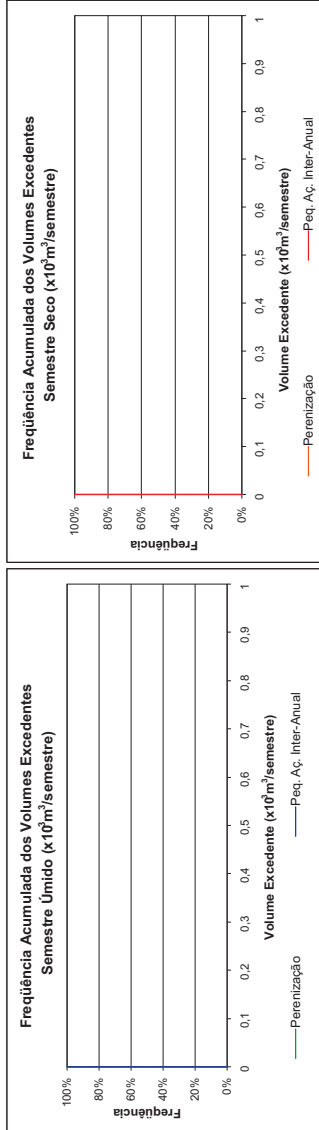 Freqüência Acumulada dos Volumes Excedentes
Semestre Úmido (x10³m³/semestre)
Freqüência
100%
80%
60%
40%
20%
0%
0 0,1 0,2 0,3 0,4 0,5 0,6 0,7 0,8 0,9 1
Volume Excedente (x10³m³/semestre)
Perenização Peq. Aç. Inter-Anual
Freqüência Acumulada dos Volumes Excedentes
Semestre Seco (x10³m³/semestre)
Freqüência
100%
80%
60%
40%
20%
0%
0 0,1 0,2 0,3 0,4 0,5 0,6 0,7 0,8 0,9 1
Volume Excedente (x10³m³/semestre)
Perenização Peq. Aç. Inter-Anual